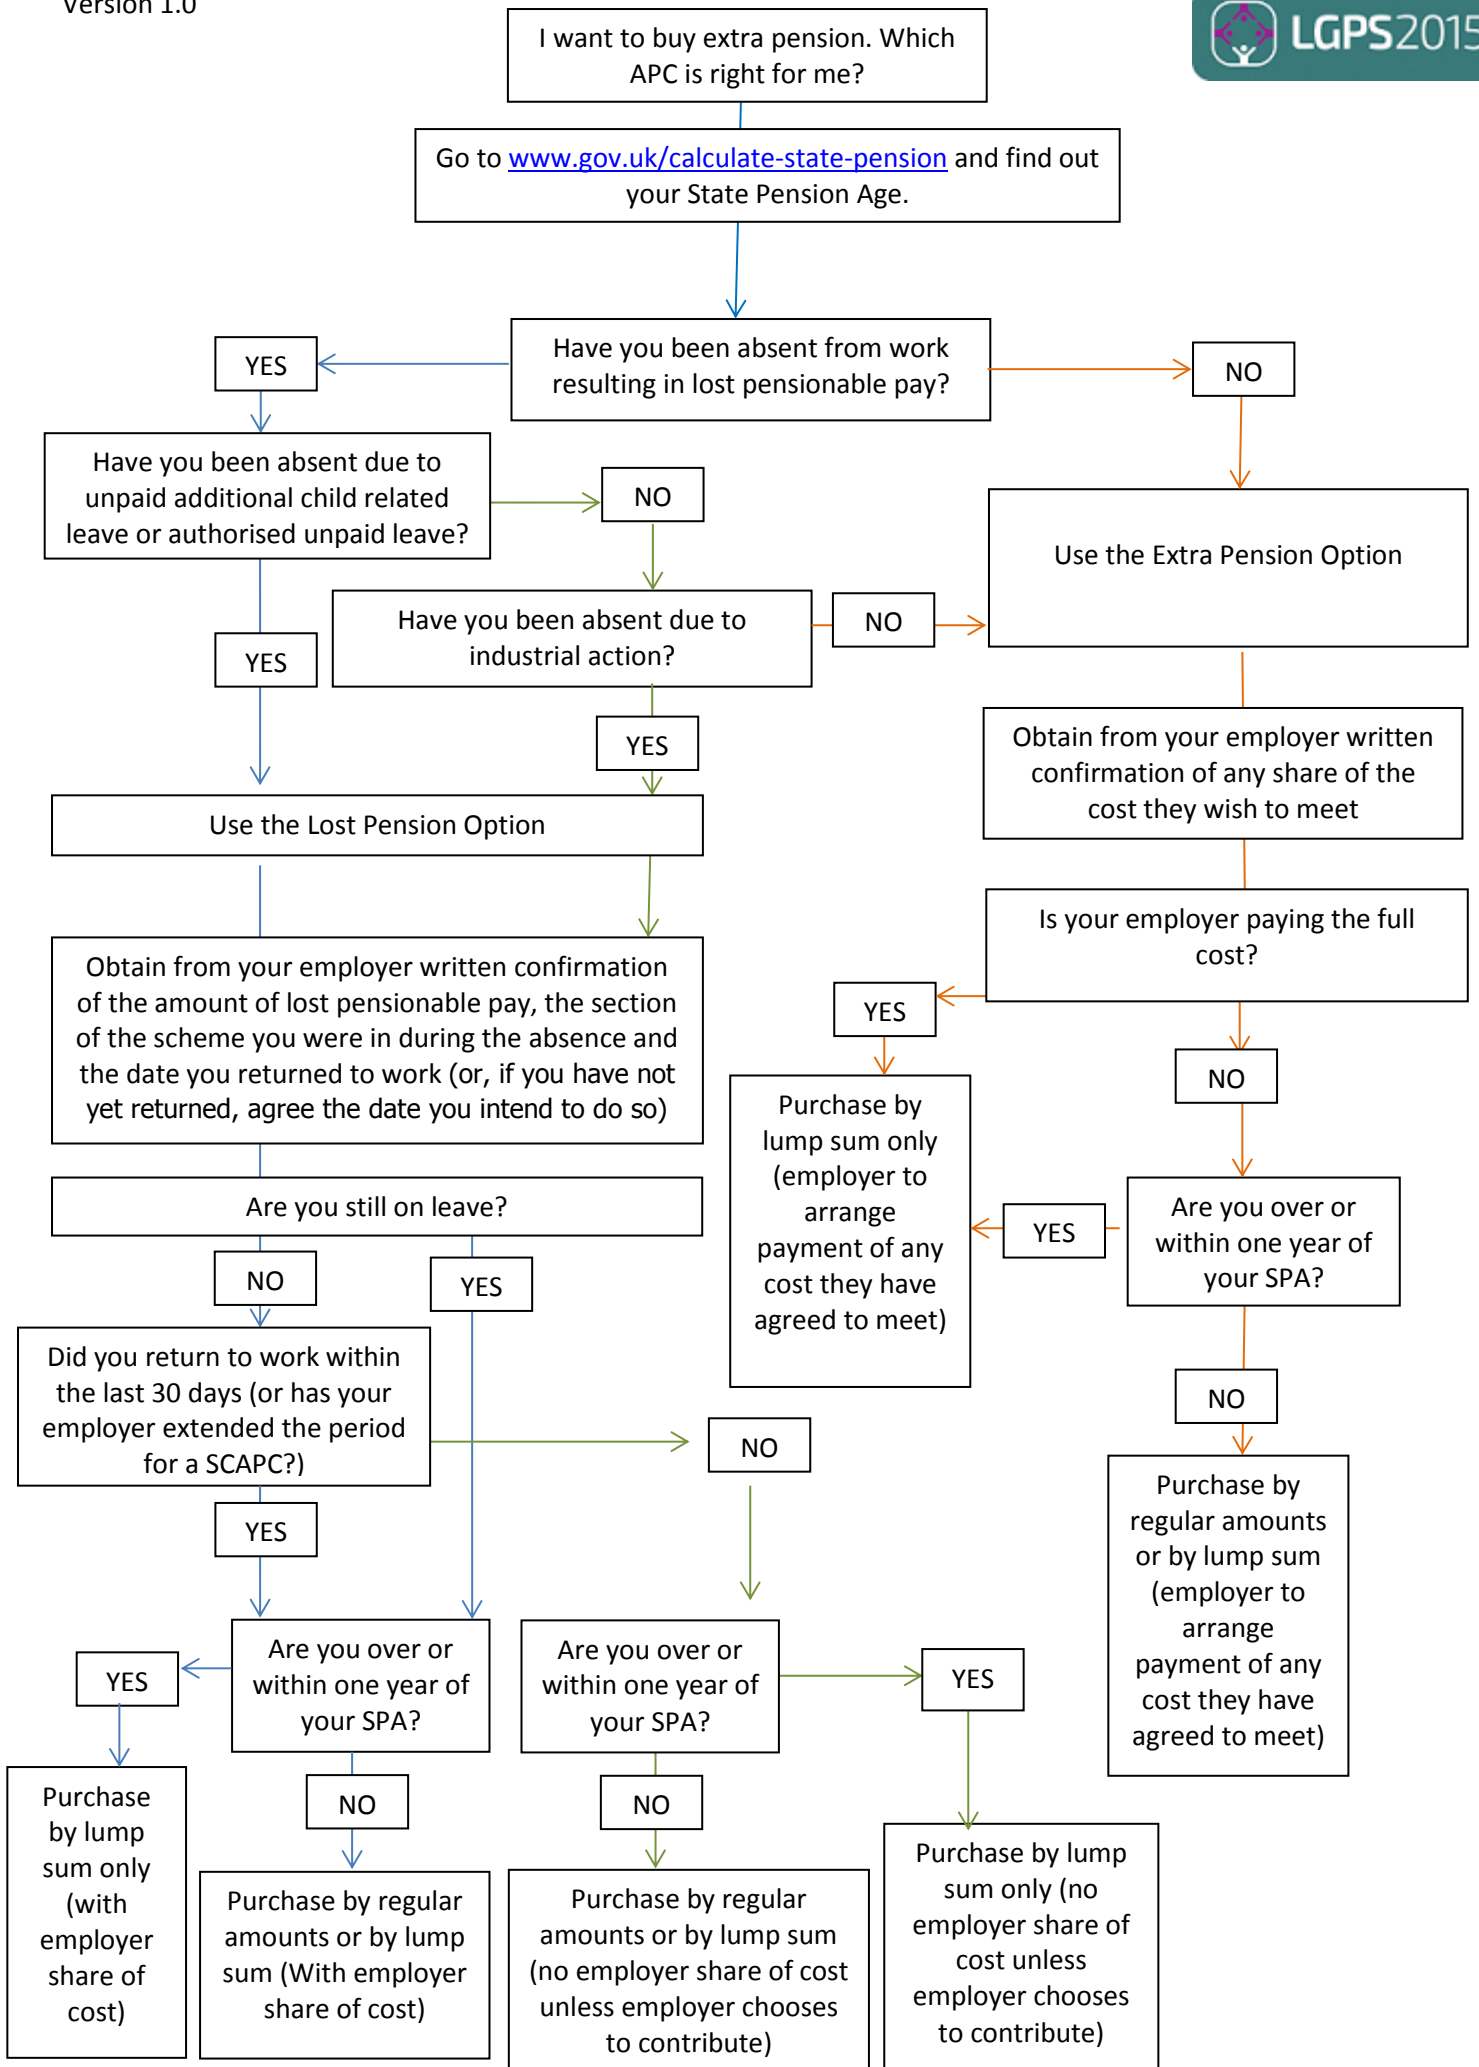 Version 1.0
LGPS2015
I want to buy extra pension. Which
APC is right for me?
Go to www.gov.uk/calculate-state-pension and find out
your State Pension Age.
Have you been absent from work
resulting in lost pensionable pay?
YES
NO
Have you been absent due to
unpaid additional child related
leave or authorised unpaid leave?
NO
Use the Extra Pension Option
Have you been absent due to
industrial action?
NO
YES
YES
Obtain from your employer written
confirmation of any share of the
cost they wish to meet
Use the Lost Pension Option
Is your employer paying the full
cost?
Obtain from your employer written confirmation
of the amount of lost pensionable pay, the section
of the scheme you were in during the absence and
the date you returned to work (or, if you have not
yet returned, agree the date you intend to do so)
YES
NO
Purchase by
lump sum only
(employer to
arrange
payment of any
cost they have
agreed to meet)
Are you still on leave?
YES
Are you over or
within one year of
your SPA?
NO
YES
Did you return to work within
the last 30 days (or has your
employer extended the period
for a SCAPC?)
NO
NO
YES
Purchase by
regular amounts
or by lump sum
(employer to
arrange
payment of any
cost they have
agreed to meet)
YES
Are you over or
within one year of
your SPA?
Are you over or
within one year of
your SPA?
YES
NO
NO
Purchase
by lump
sum only
(with
employer
share of
cost)
Purchase by regular
amounts or by lump
sum (With employer
share of cost)
Purchase by regular
amounts or by lump sum
(no employer share of cost
unless employer chooses
to contribute)
Purchase by lump
sum only (no
employer share of
cost unless
employer chooses
to contribute)